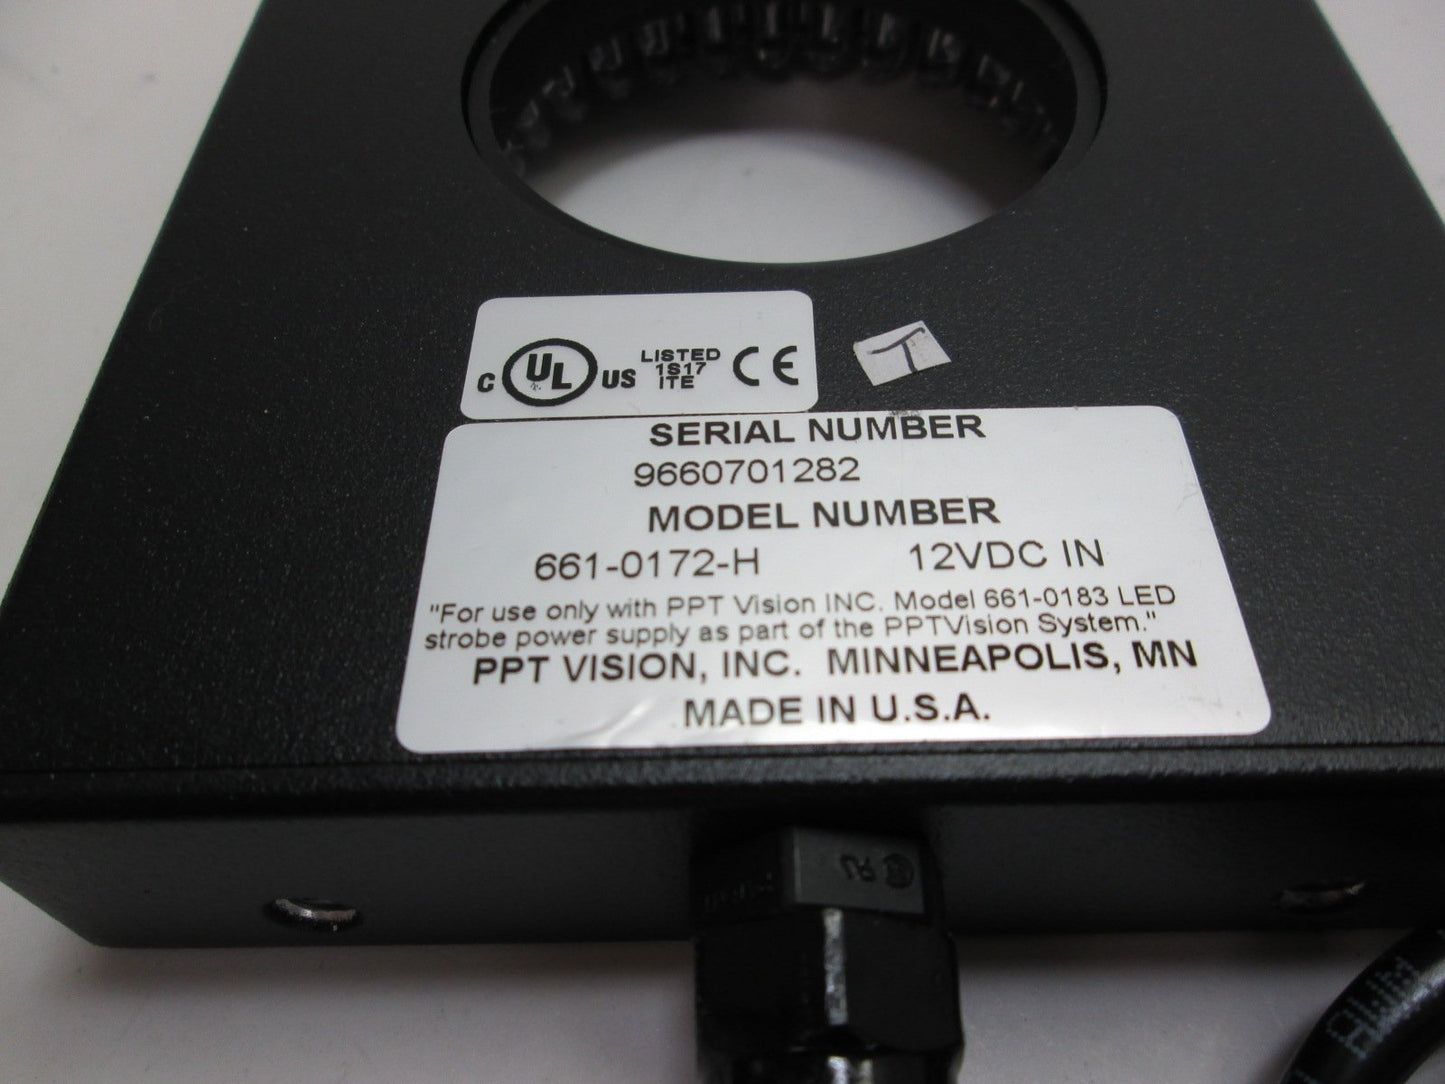 C UL US LISTED 1S17 ITE CE
T
SERIAL NUMBER
9660701282
MODEL NUMBER
661-0172-H 12VDC IN
"For use only with PPT Vision INC. Model 661-0183 LED
strobe power supply as part of the PPTVision System."
PPT VISION, INC. MINNEAPOLIS, MN
MADE IN U.S.A.